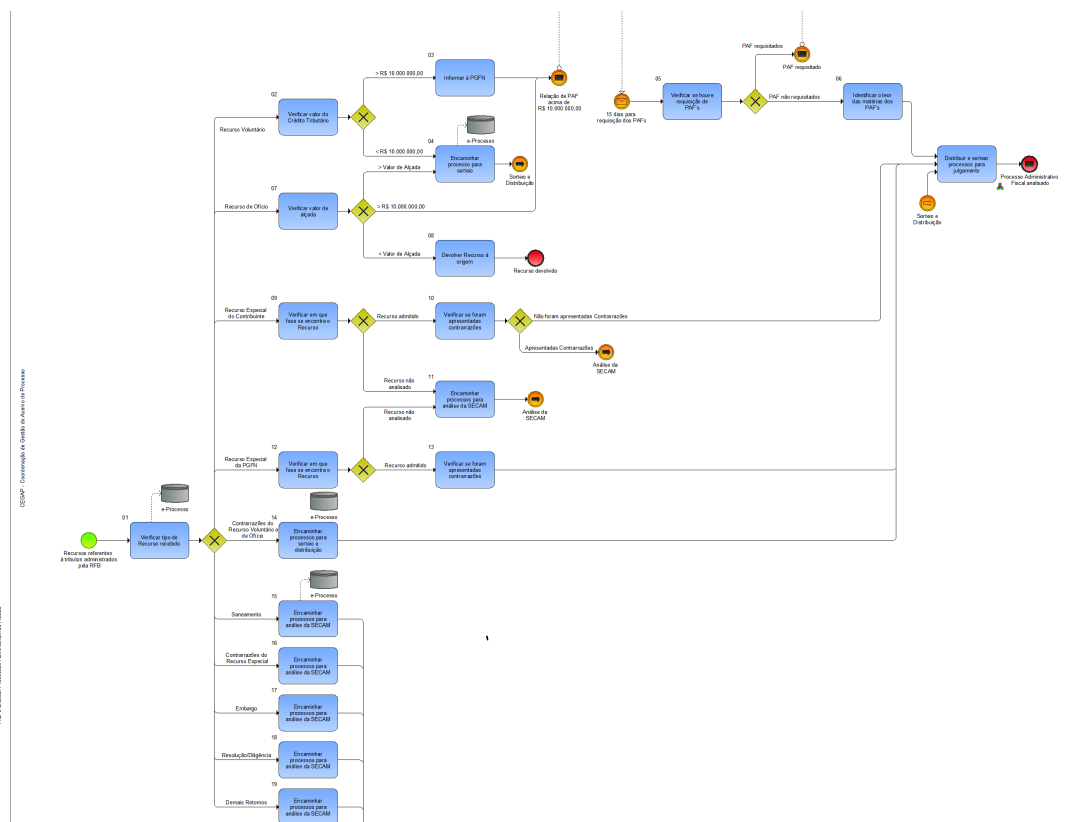 PAF requisitados
PAF requisitado
03
> R$ 10.000.000,00
Informar à PGFN
Relação de PAF
acima de
R$ 10.000.000,00
15 dias para
requisição dos PAFs
05
Verificar se houve
requisição de
PAF's
PAF não requisitados
06
Identificar o teor
das matérias dos
PAF's
02
Verificar valor do
Crédito Tributário
Recurso Voluntário
e-Processo
04
< R$ 10.000.000,00
Encaminhar
processo para
sorteio
> Valor de Alçada
Sorteio e
Distribuição
Distribuir e sortear
processos para
julgamento
Processo Administrativo
Fiscal analisado
Sorteio e
Distribuição
07
Recurso de Ofício
Verificar valor de
alçada
> R$ 10.000.000,00
08
< Valor de Alçada
Devolver Recurso à
origem
Recurso devolvido
09
Recurso Especial
do Contribuinte
Verificar em que
fase se encontra o
Recurso
Recurso admitido
10
Verificar se foram
apresentadas
contrarrazões
Não foram apresentadas Contrarrazões
Apresentadas Contrarrazões
Análise da
SECAM
Recurso não
analisado
11
Encaminhar
processos para
análise da SECAM
Análise da
SECAM
Recurso não
analisado
12
Recurso Especial
da PGFN
Verificar em que
fase se encontra o
Recurso
Recurso admitido
13
Verificar se foram
apresentadas
contrarrazões
CEGAP - Coordenação de Gestão do Acervo de Processo
e-Processo
01
Verificar tipo de
Recurso recebido
Recursos referentes
à tributos administrados
pela RFB
e-Processo
14
Contrarrazões do
Recurso Voluntário e
de Ofício
Encaminhar
processos para
sorteio e
distribuição
e-Processo
15
Saneamento
Encaminhar
processos para
análise da SECAM
16
Contrarrazões do
Recurso Especial
Encaminhar
processos para
análise da SECAM
17
Embargo
Encaminhar
processos para
análise da SECAM
18
Resolução/Diligência
Encaminhar
processos para
análise da SECAM
19
Demais Retornos
Encaminhar
processos para
análise da SECAM